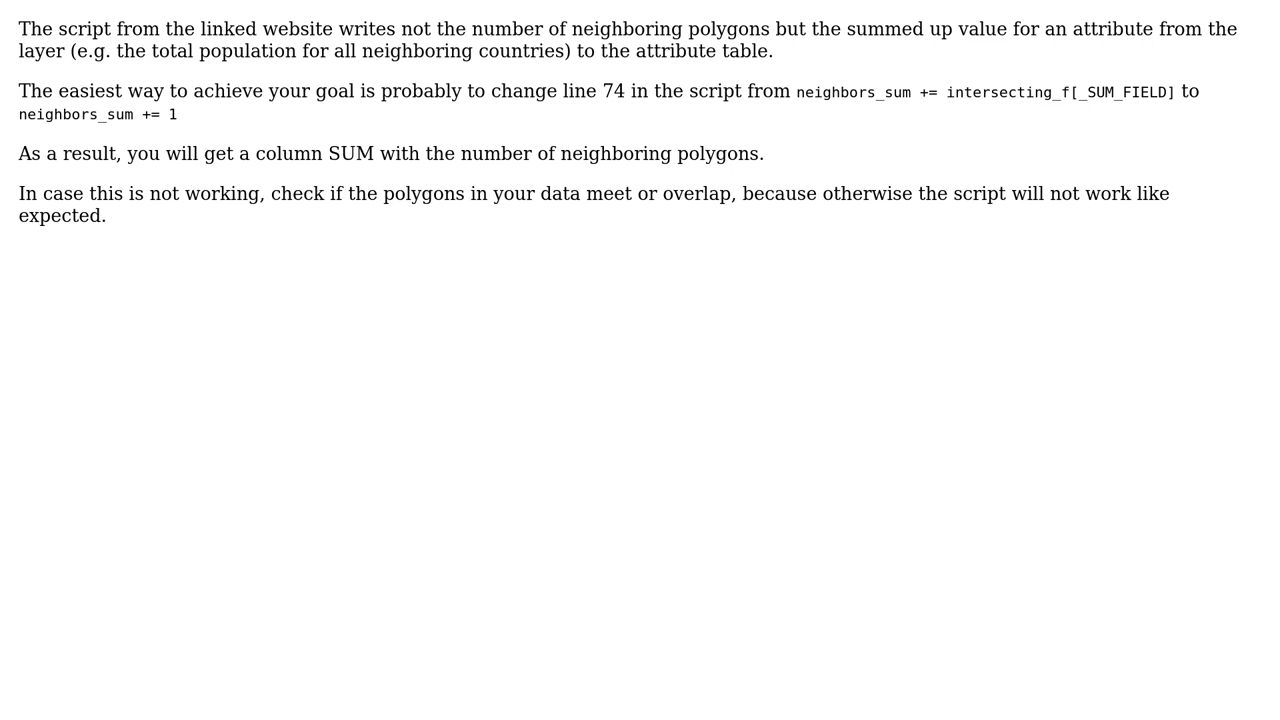 The script from the linked website writes not the number of neighboring polygons but the summed up value for an attribute from the
layer (e.g. the total population for all neighboring countries) to the attribute table.
The easiest way to achieve your goal is probably to change line 74 in the script from neighbors_sum += intersecting_f[_SUM_FIELD] to
neighbors_sum += 1
As a result, you will get a column SUM with the number of neighboring polygons.
In case this is not working, check if the polygons in your data meet or overlap, because otherwise the script will not work like
expected.